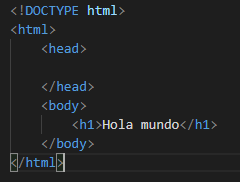 <!DOCTYPE html>
<html>
    <head>

    </head>
    <body>
        <h1>Hola mundo</h1>
    </body>
</html>